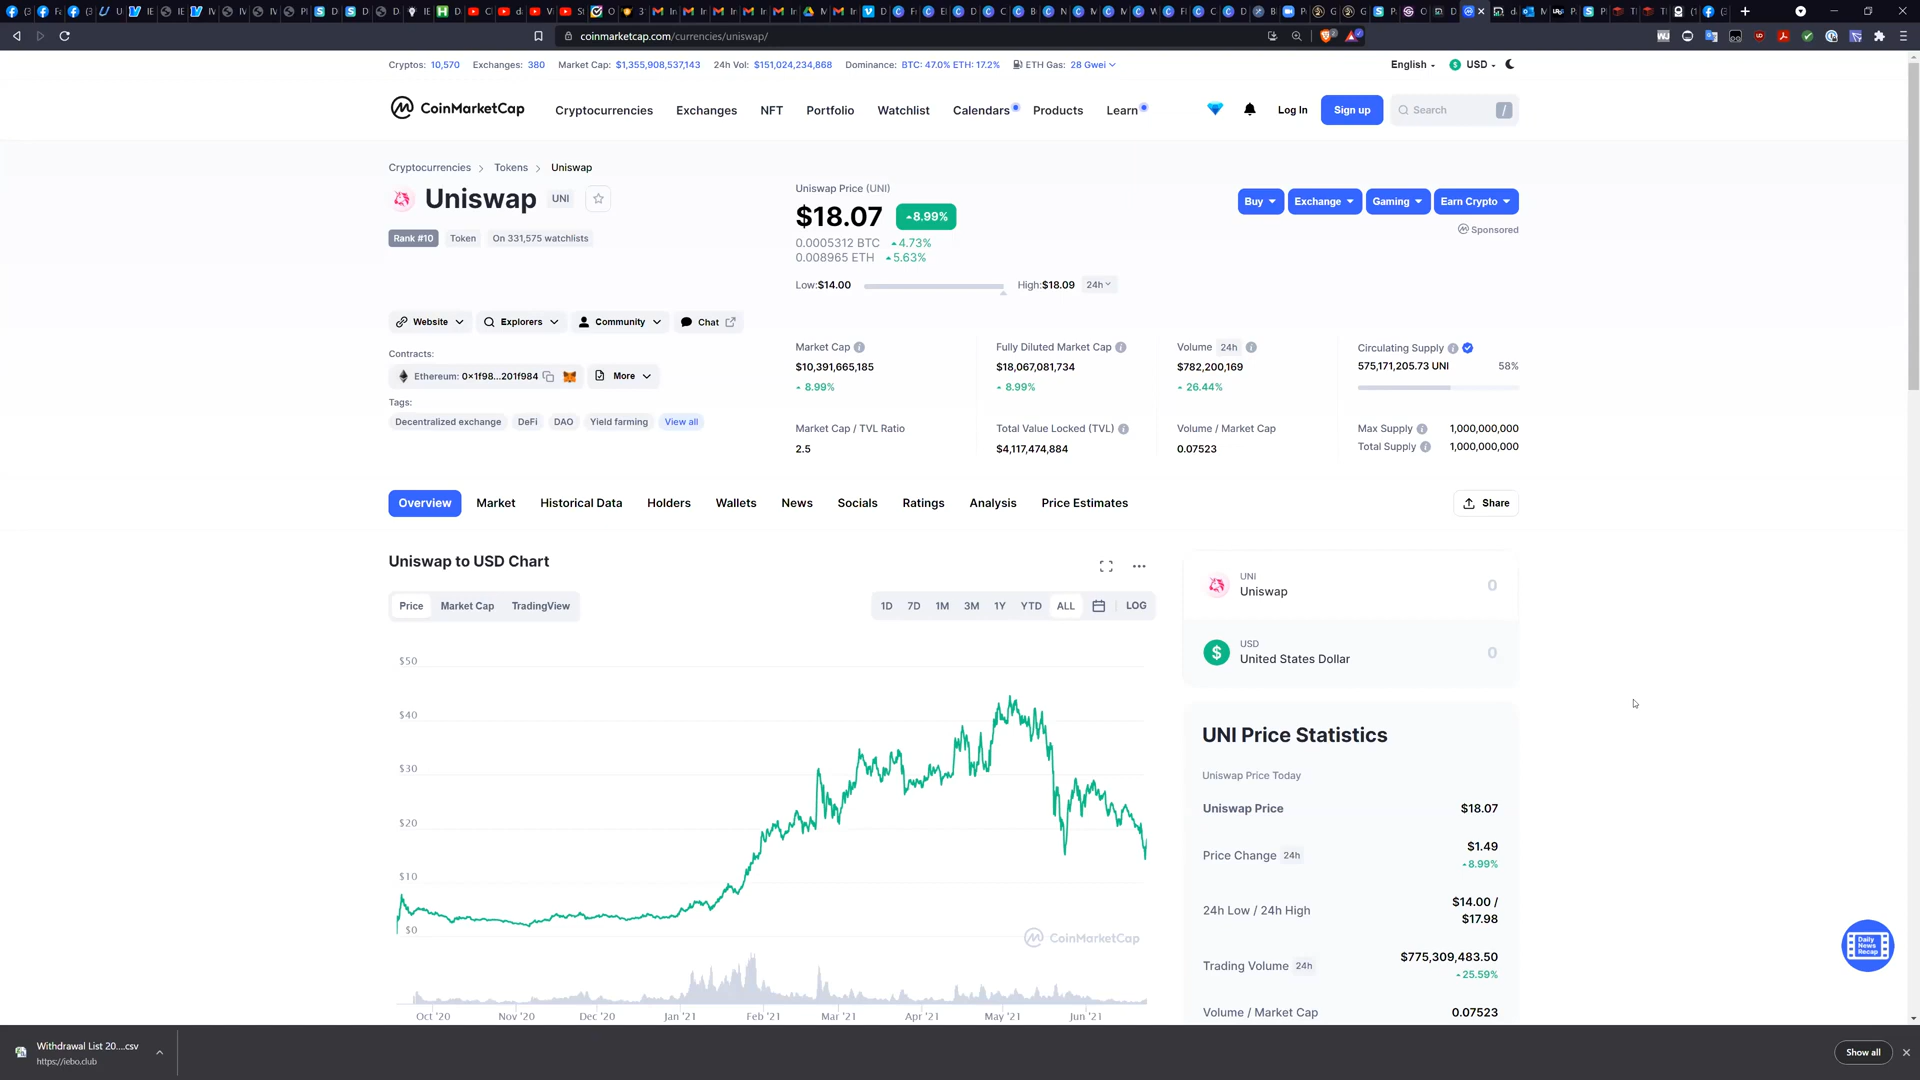 coinmarketcap.com/currencies/uniswap/
Cryptos: 10,570 Exchanges: 380 Market Cap: $1,355,908,537,143 24h Vol: $151,024,234,868 Dominance: BTC: 47.0% ETH: 17.2% ETH Gas: 28 Gwei
English USD
CoinMarketCap Cryptocurrencies Exchanges NFT Portfolio Watchlist Calendars Products Learn Log In Sign up Search /
Cryptocurrencies Tokens Uniswap
Uniswap UNI
Rank #10 Token On 331,575 watchlists
Uniswap Price (UNI)
$18.07 8.99%
0.0005312 BTC 4.73%
0.008965 ETH 5.63%
Low:$14.00 High:$18.09 24h
Buy Exchange Gaming Earn Crypto
Sponsored
Website Explorers Community Chat
Contracts:
Ethereum: 0x1f98...201f984 More
Tags:
Decentralized exchange DeFi DAO Yield farming View all
Market Cap
$10,391,665,185
8.99%
Fully Diluted Market Cap
$18,067,081,734
8.99%
Volume 24h
$782,200,169
26.44%
Circulating Supply
575,171,205.73 UNI 58%
Market Cap / TVL Ratio
2.5
Total Value Locked (TVL)
$4,117,474,884
Volume / Market Cap
0.07523
Max Supply 1,000,000,000
Total Supply 1,000,000,000
Overview Market Historical Data Holders Wallets News Socials Ratings Analysis Price Estimates Share
Uniswap to USD Chart
Price Market Cap TradingView 1D 7D 1M 3M 1Y YTD ALL LOG
$50
$40
$30
$20
$10
$0
CoinMarketCap
Oct '20 Nov '20 Dec '20 Jan '21 Feb '21 Mar '21 Apr '21 May '21 Jun '21
UNI
Uniswap 0
USD
United States Dollar 0
UNI Price Statistics
Uniswap Price Today
Uniswap Price $18.07
Price Change 24h $1.49
8.99%
24h Low / 24h High $14.00 /
$17.98
Trading Volume 24h $775,309,483.50
25.59%
Volume / Market Cap 0.07523
Daily
News
Recap
Withdrawal List 20....csv
https://iebo.club
Show all